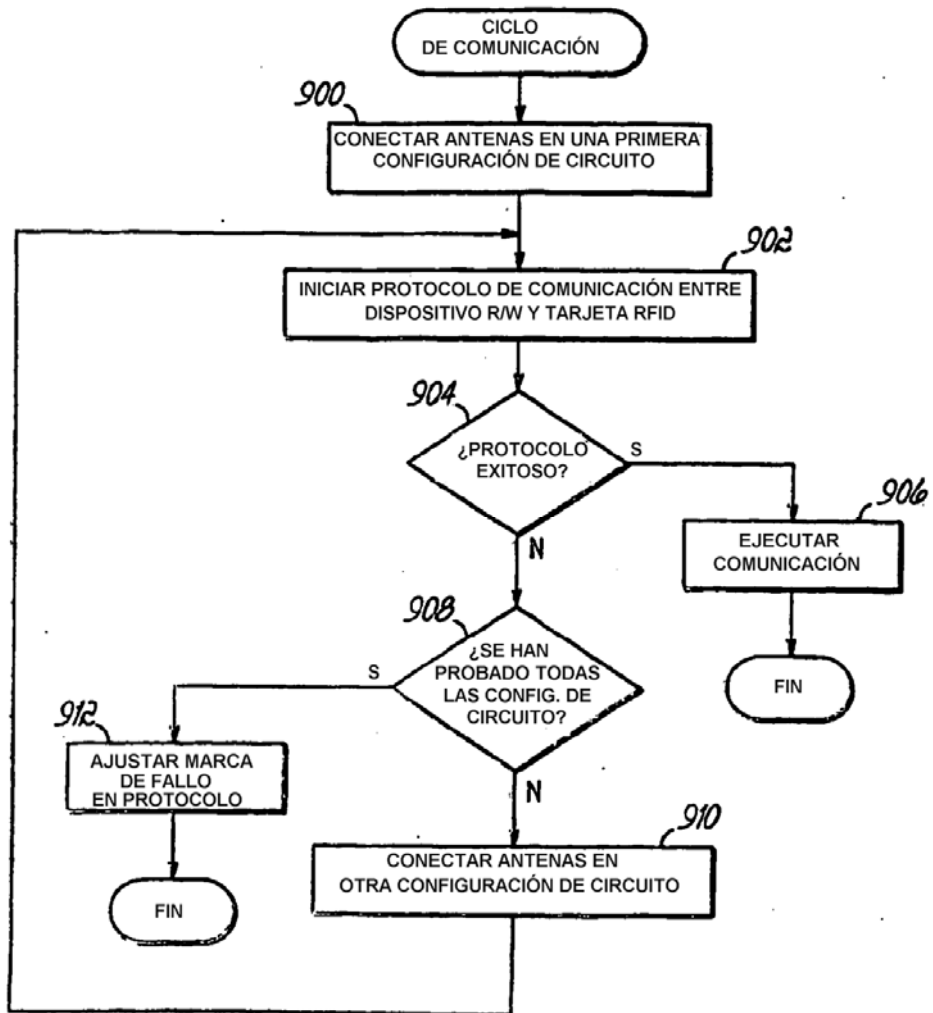 CICLO
DE COMUNICACIÓN
900
CONECTAR ANTENAS EN UNA PRIMERA
CONFIGURACIÓN DE CIRCUITO
902
INICIAR PROTOCOLO DE COMUNICACIÓN ENTRE
DISPOSITIVO R/W Y TARJETA RFID
904
¿PROTOCOLO
EXITOSO?
S
N
906
EJECUTAR
COMUNICACIÓN
FIN
908
¿SE HAN
PROBADO TODAS
LAS CONFIG. DE
CIRCUITO?
S
N
912
AJUSTAR MARCA
DE FALLO
EN PROTOCOLO
FIN
910
CONECTAR ANTENAS EN
OTRA CONFIGURACIÓN DE CIRCUITO